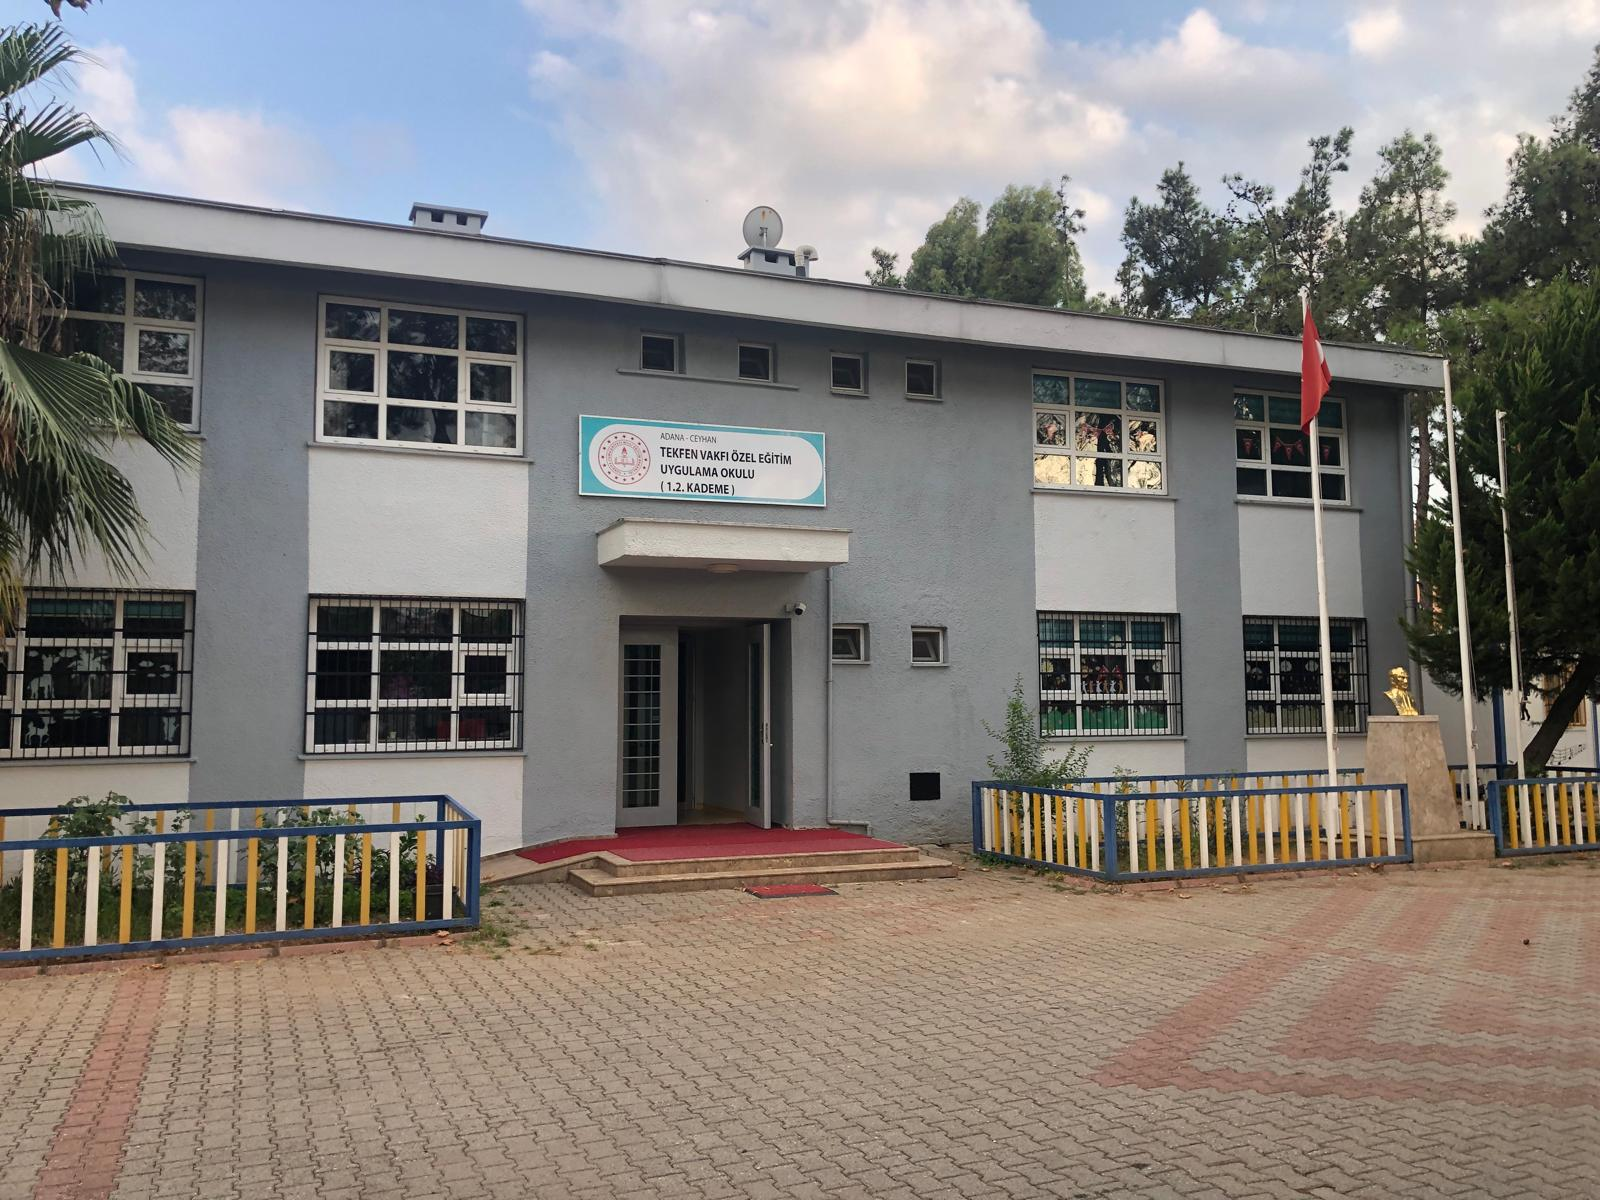 ADANA - CEYHAN
TEKFEN VAKFI ÖZEL EĞİTİM
UYGULAMA OKULU
( 1.2. KADEME )